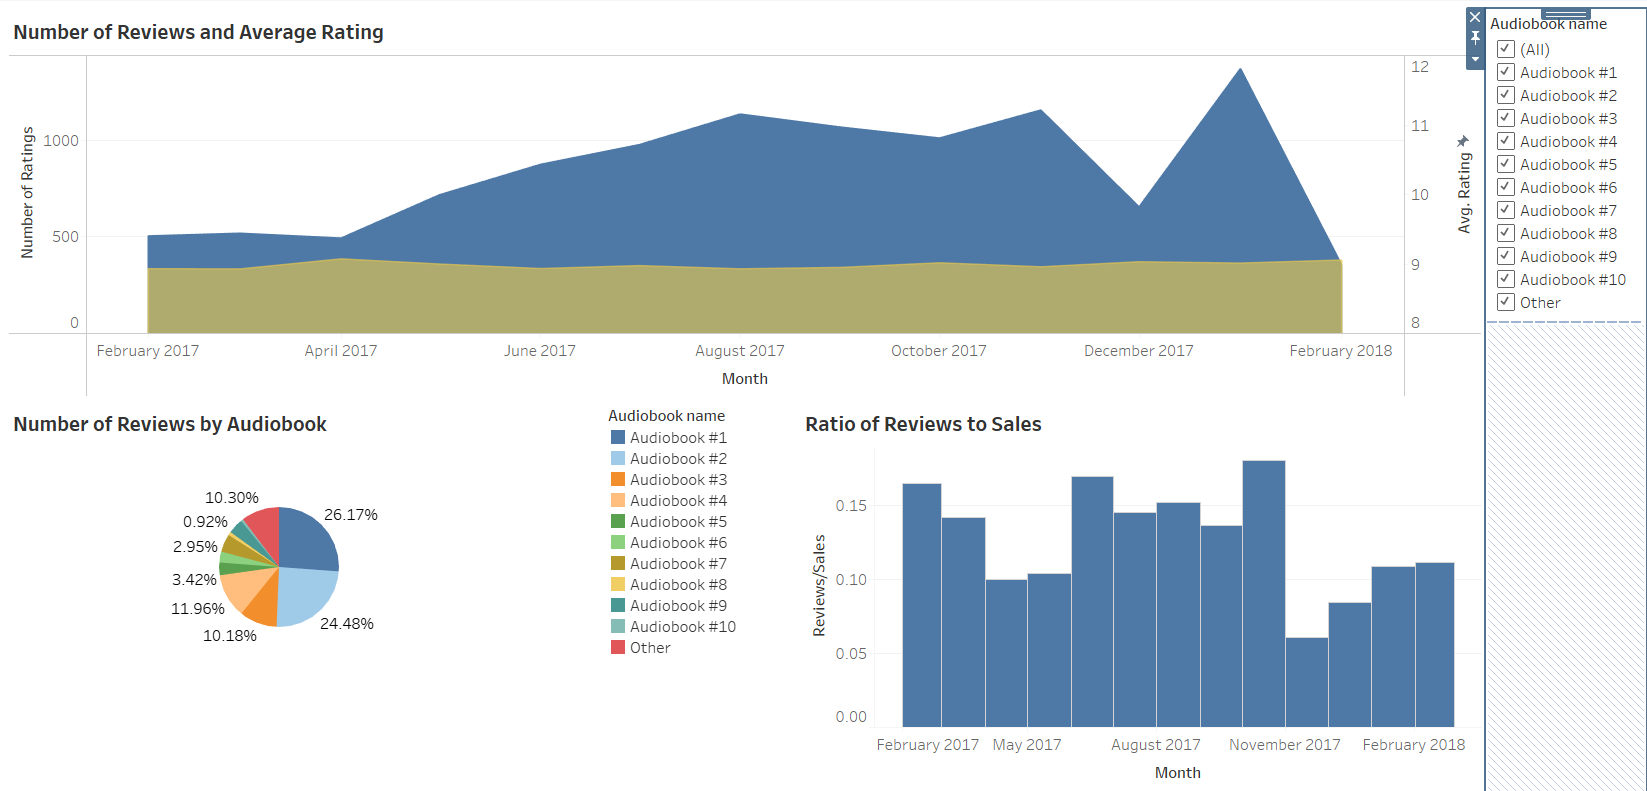 Number of Reviews and Average Rating
Number of Ratings
1000
500
0
12
11
10
9
8
Avg. Rating
February 2017 April 2017 June 2017 August 2017 October 2017 December 2017 February 2018
Month
Audiobook name
(All)
Audiobook #1
Audiobook #2
Audiobook #3
Audiobook #4
Audiobook #5
Audiobook #6
Audiobook #7
Audiobook #8
Audiobook #9
Audiobook #10
Other
Number of Reviews by Audiobook
10.30%
26.17%
0.92%
2.95%
3.42%
11.96%
24.48%
10.18%
Audiobook name
Audiobook #1
Audiobook #2
Audiobook #3
Audiobook #4
Audiobook #5
Audiobook #6
Audiobook #7
Audiobook #8
Audiobook #9
Audiobook #10
Other
Ratio of Reviews to Sales
Reviews/Sales
0.15
0.10
0.05
0.00
February 2017 May 2017 August 2017 November 2017 February 2018
Month